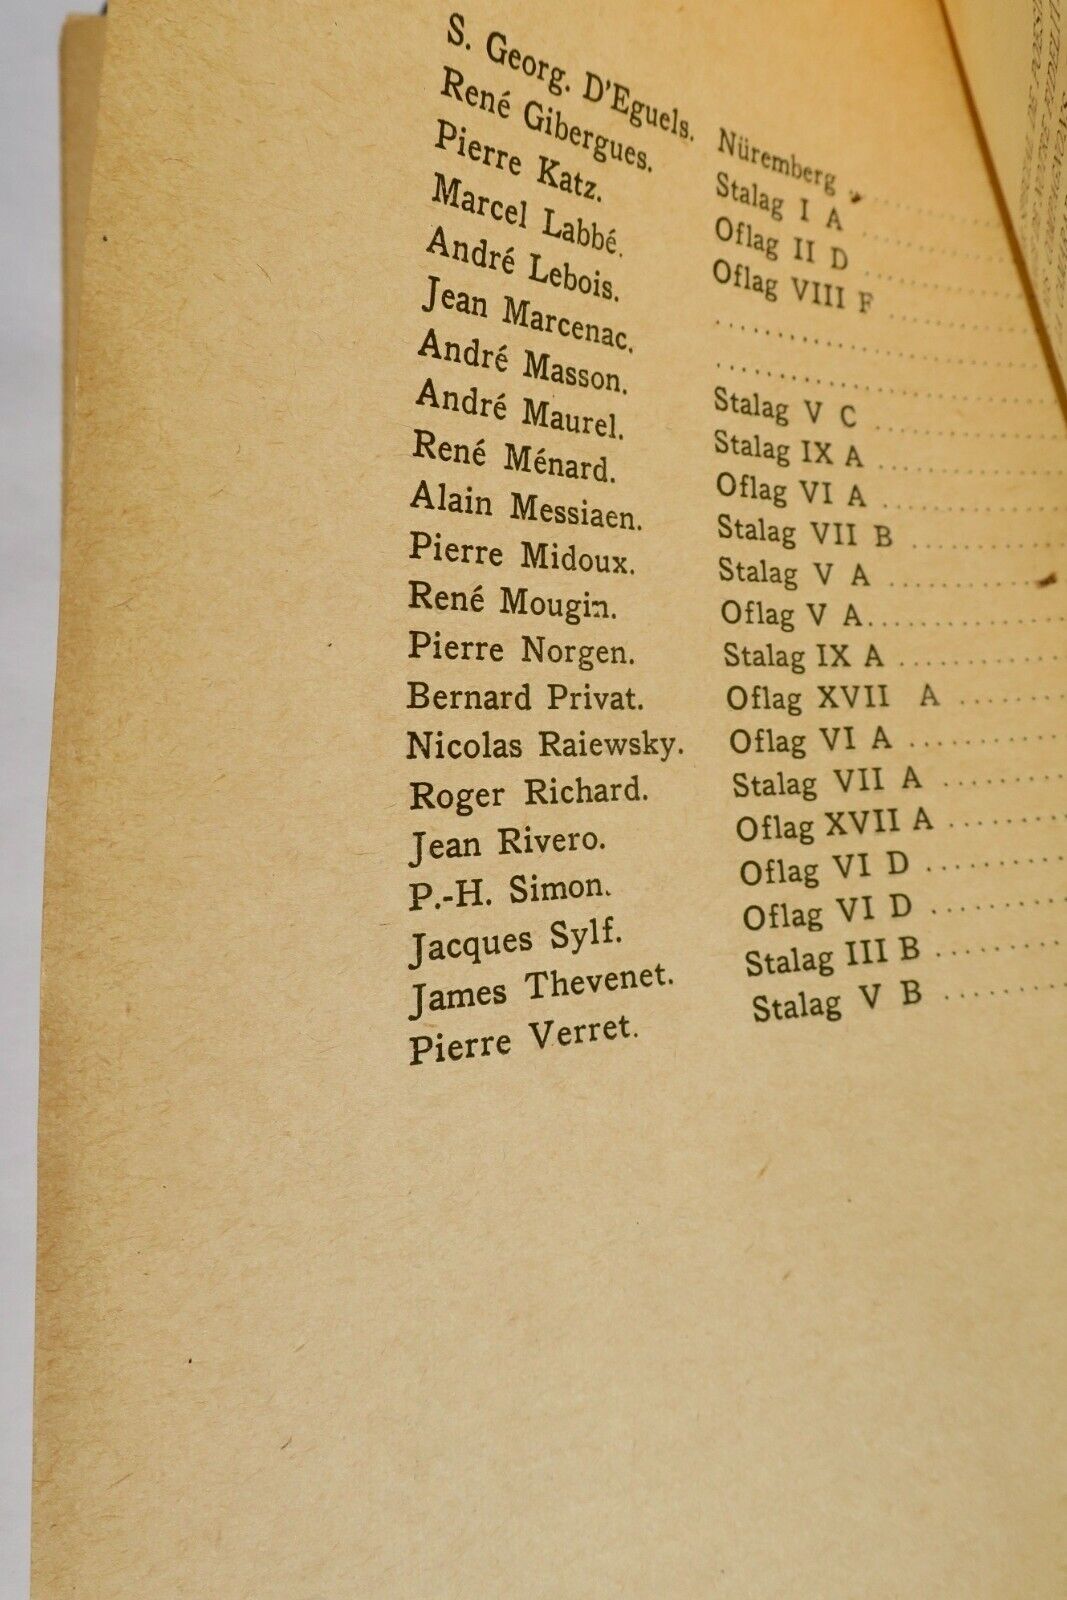 S. Georg. D'Eguels. Nüremberg ..........
René Gibergues. Stalag I A ..........
Pierre Katz. Oflag II D ..........
Marcel Labbé. Oflag VIII F ..........
André Lebois. ....................
Jean Marcenac. ....................
André Masson. Stalag V C ..........
André Maurel. Stalag IX A ..........
René Ménard. Oflag VI A ..........
Alain Messiaen. Stalag VII B ..........
Pierre Midoux. Stalag V A ..........
René Mougin. Oflag V A ..........
Pierre Norgen. Stalag IX A ..........
Bernard Privat. Oflag XVII A ..........
Nicolas Raiewsky. Oflag VI A ..........
Roger Richard. Stalag VII A ..........
Jean Rivero. Oflag XVII A ..........
P.-H. Simon. Oflag VI D ..........
Jacques Sylf. Oflag VI D ..........
James Thevenet. Stalag III B ..........
Pierre Verret. Stalag V B ..........